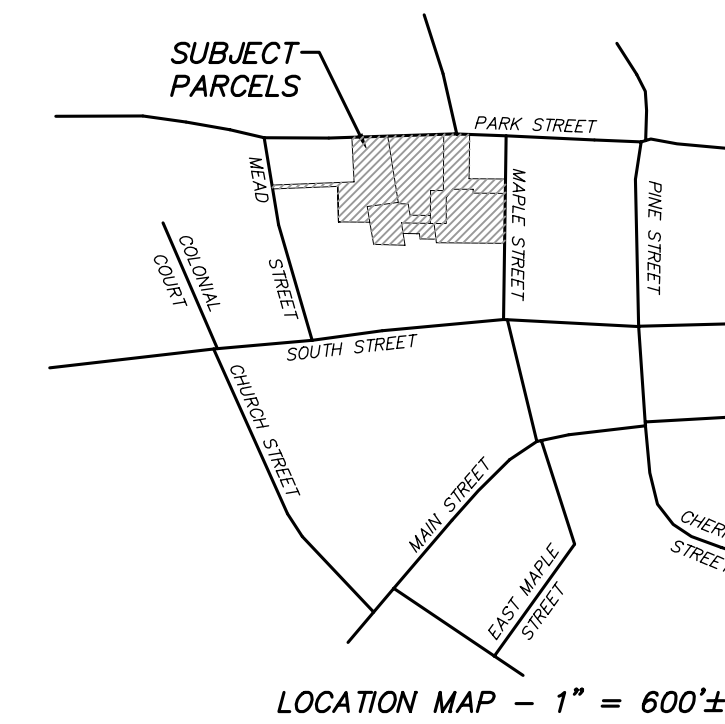 SUBJECT
PARCELS
PARK STREET
MEAD
STREET
MAPLE STREET
PINE STREET
COLONIAL
COURT
SOUTH STREET
CHURCH STREET
MAIN STREET
EAST MAPLE
STREET
CHER
STREET
LOCATION MAP - 1" = 600'±